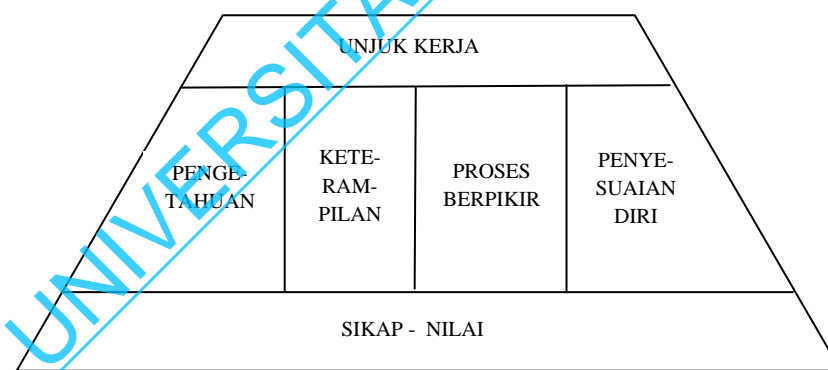 UNJUK KERJA
PENGE-
TAHUAN
KETE-
RAM-
PILAN
PROSES
BERPIKIR
PENYE-
SUAIAN
DIRI
SIKAP - NILAI
UNIVERSITA